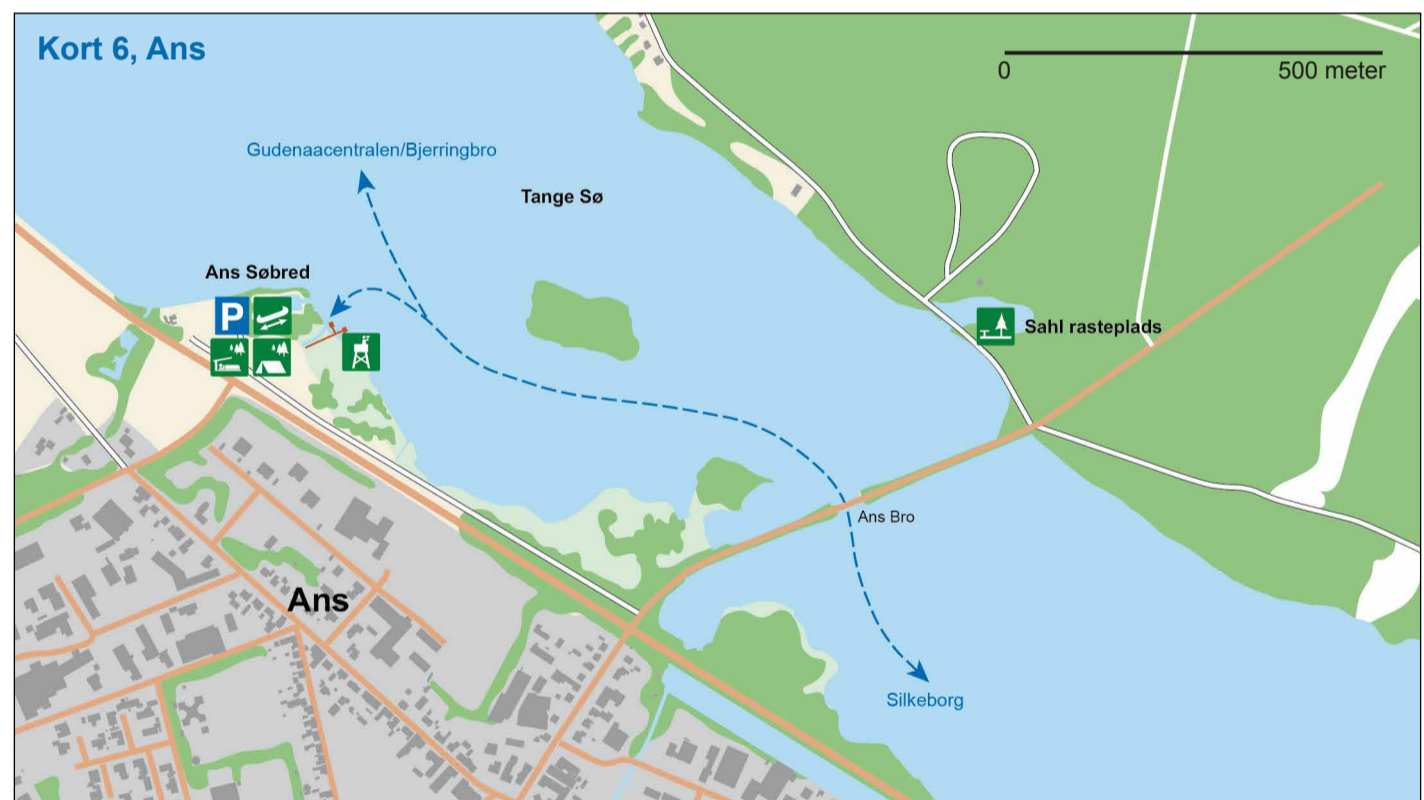 Kort 6, Ans
0
500 meter
Gudenaacentralen/Bjerringbro
Tange Sø
Ans Søbred
P
Sahl rasteplads
Ans Bro
Ans
Silkeborg